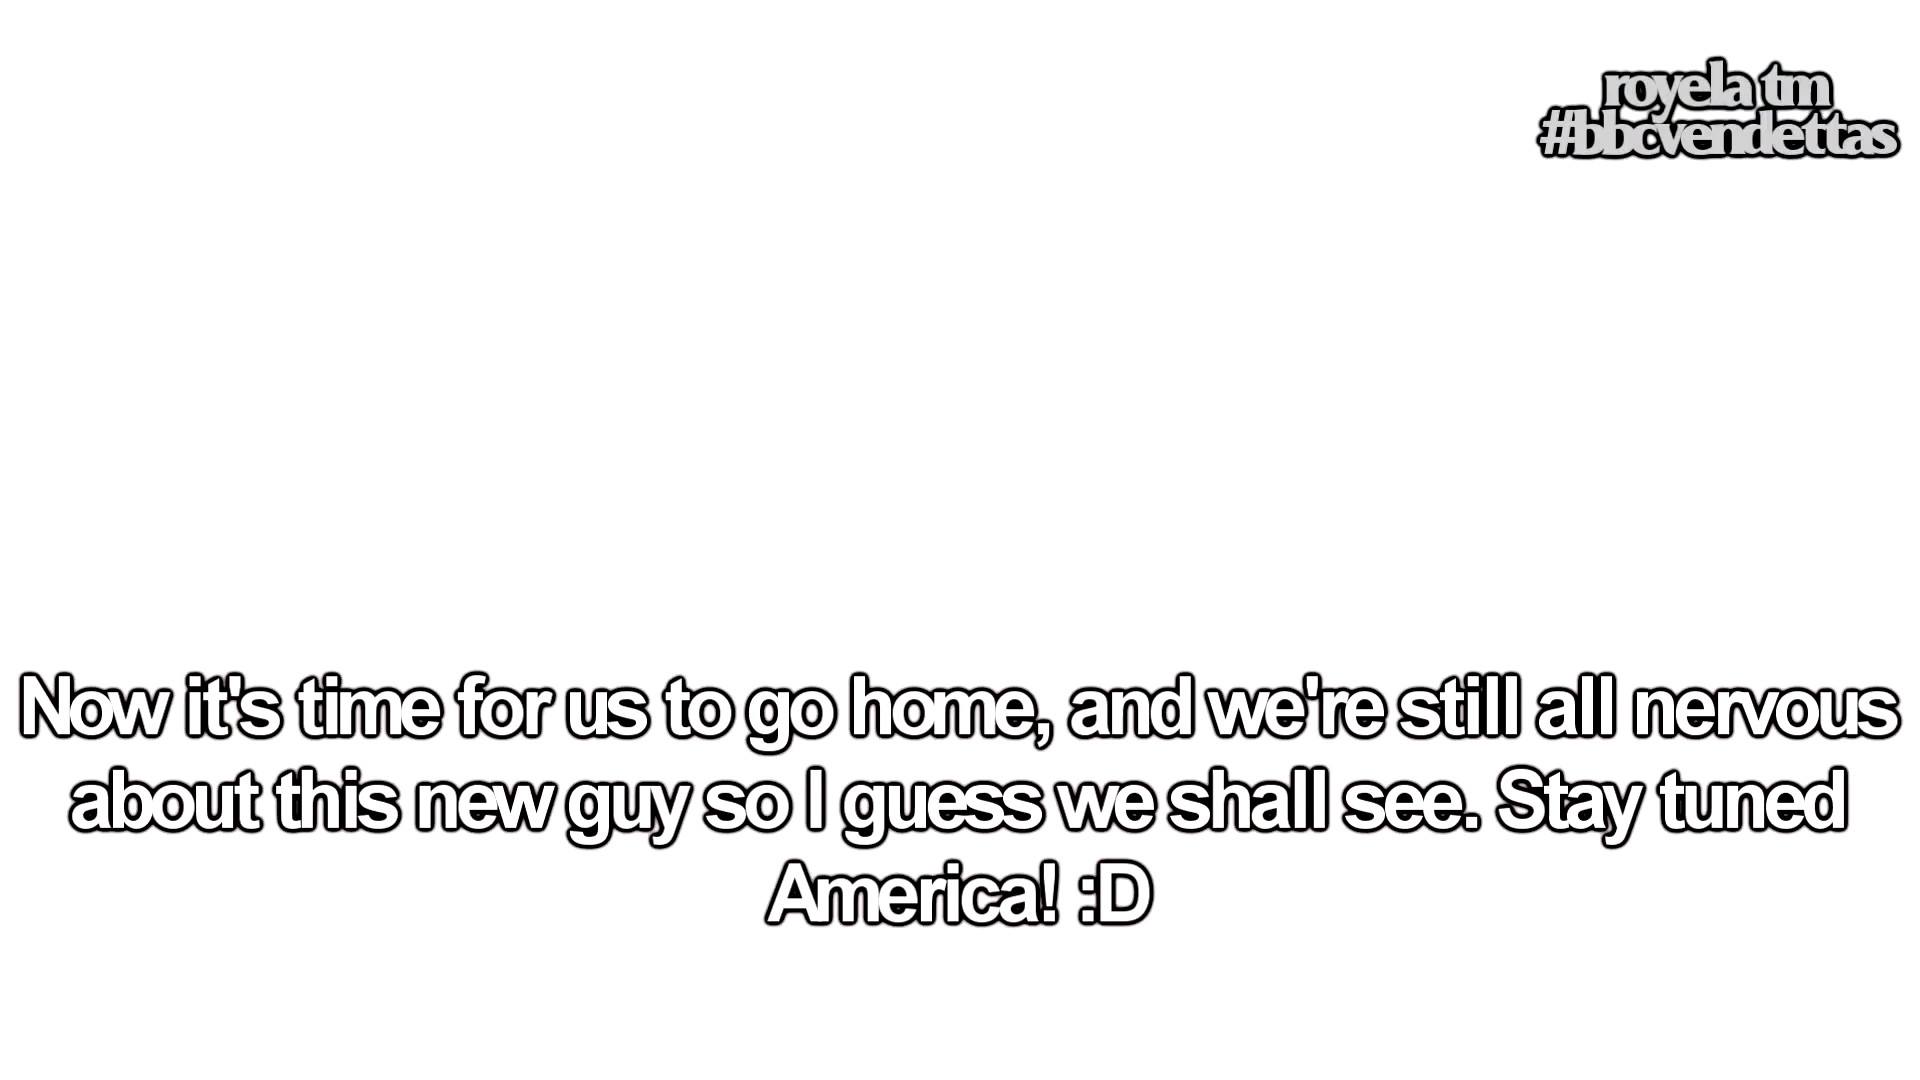 royela tm
#bbcvendettas
Now it's time for us to go home, and we're still all nervous
about this new guy so I guess we shall see. Stay tuned
America! :D